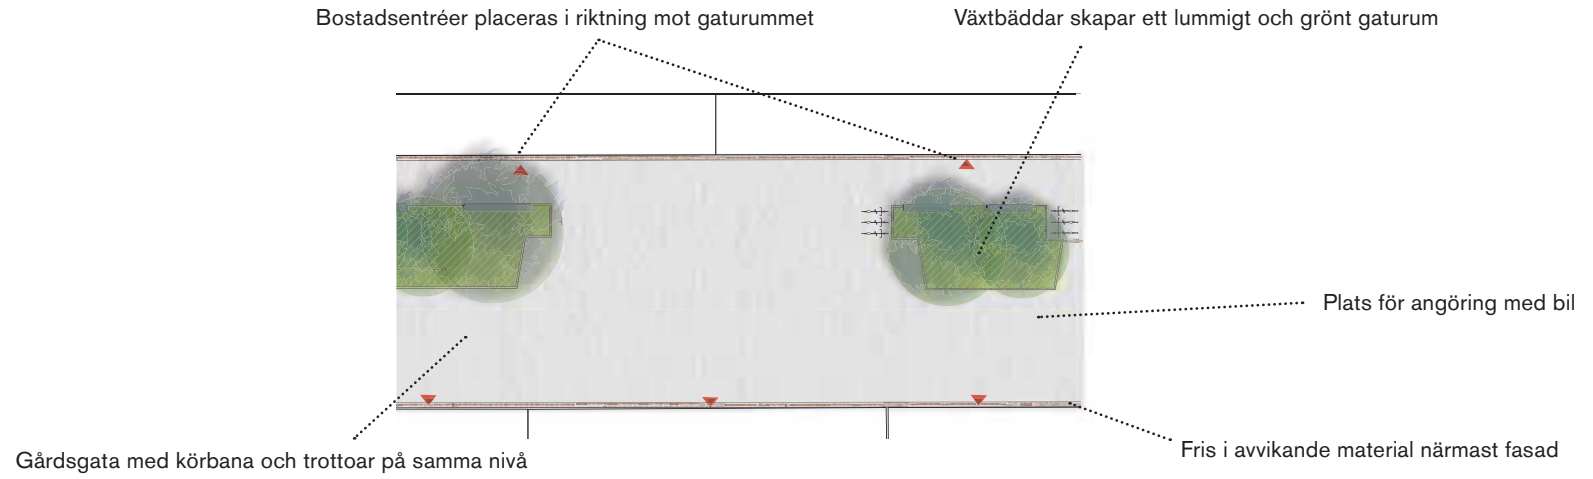 Bostadsentréer placeras i riktning mot gaturummet
Växtbäddar skapar ett lummigt och grönt gaturum
Plats för angöring med bil
Fris i avvikande material närmast fasad
Gårdsgata med körbana och trottoar på samma nivå